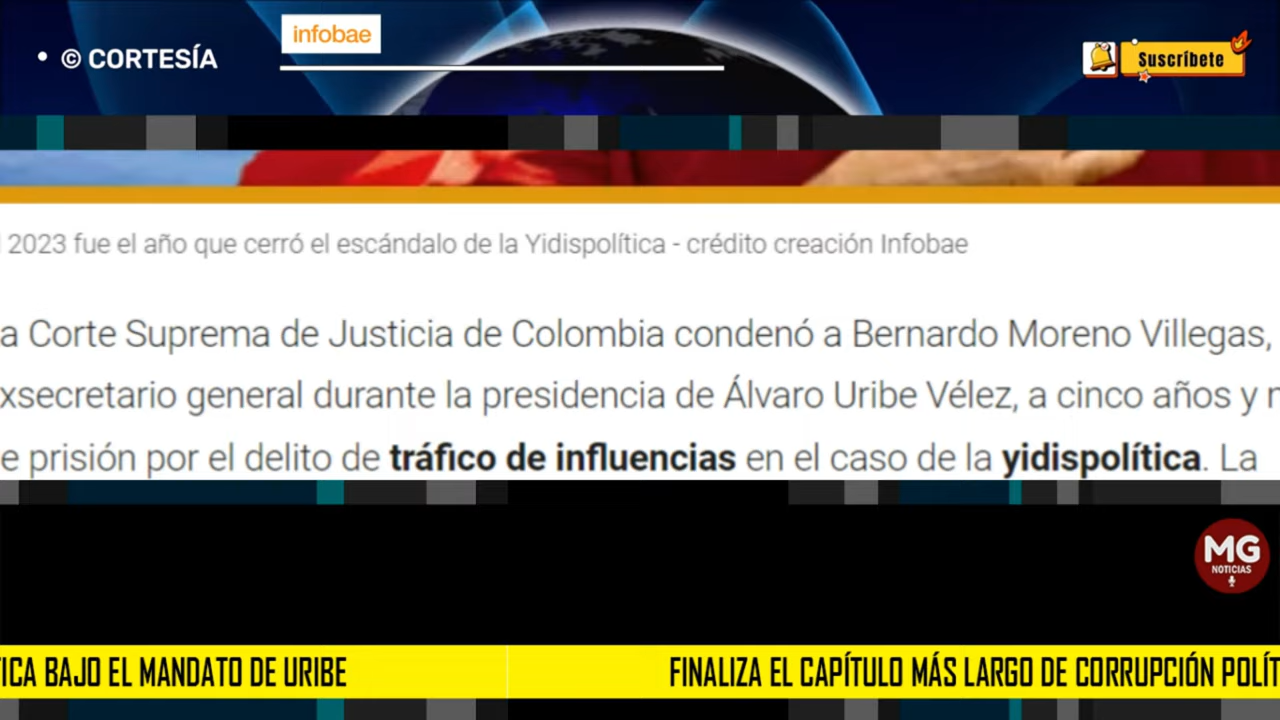 • © CORTESÍA
infobae
Suscríbete
2023 fue el año que cerró el escándalo de la Yidispolítica - crédito creación Infobae
a Corte Suprema de Justicia de Colombia condenó a Bernardo Moreno Villegas,
xsecretario general durante la presidencia de Álvaro Uribe Vélez, a cinco años y
e prisión por el delito de tráfico de influencias en el caso de la yidispolítica. La
MG
NOTICIAS
TICA BAJO EL MANDATO DE URIBE
FINALIZA EL CAPÍTULO MÁS LARGO DE CORRUPCIÓN POLÍT